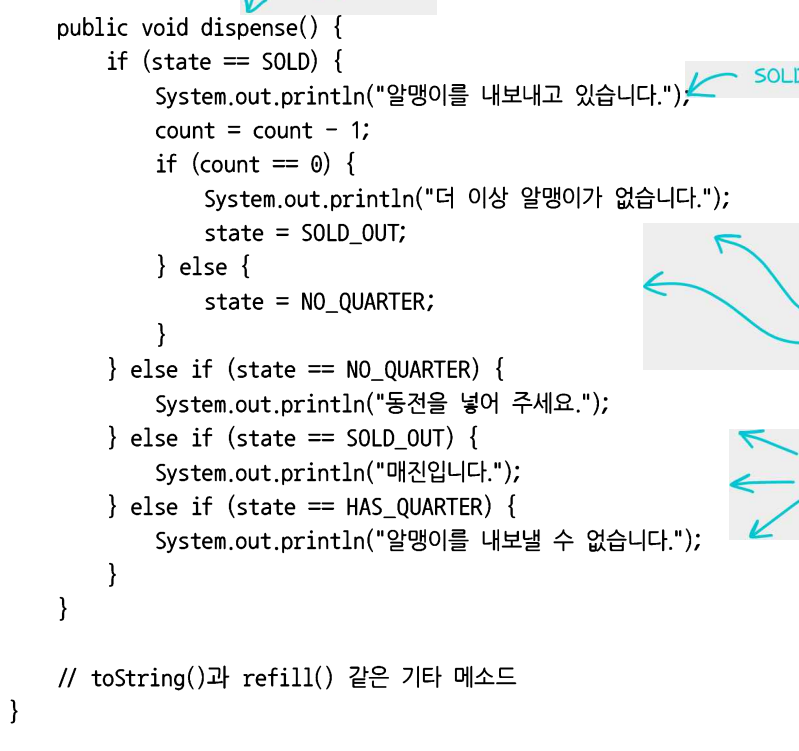 public void dispense() {
if (state == SOLD) {
System.out.println("알맹이를 내보내고 있습니다.");
SOLD
count = count - 1;
if (count == 0) {
System.out.println("더 이상 알맹이가 없습니다.");
state = SOLD_OUT;
} else {
state = NO_QUARTER;
}
} else if (state == NO_QUARTER) {
System.out.println("동전을 넣어 주세요.");
} else if (state == SOLD_OUT) {
System.out.println("매진입니다.");
} else if (state == HAS_QUARTER) {
System.out.println("알맹이를 내보낼 수 없습니다.");
}
}
// toString()과 refill() 같은 기타 메소드
}